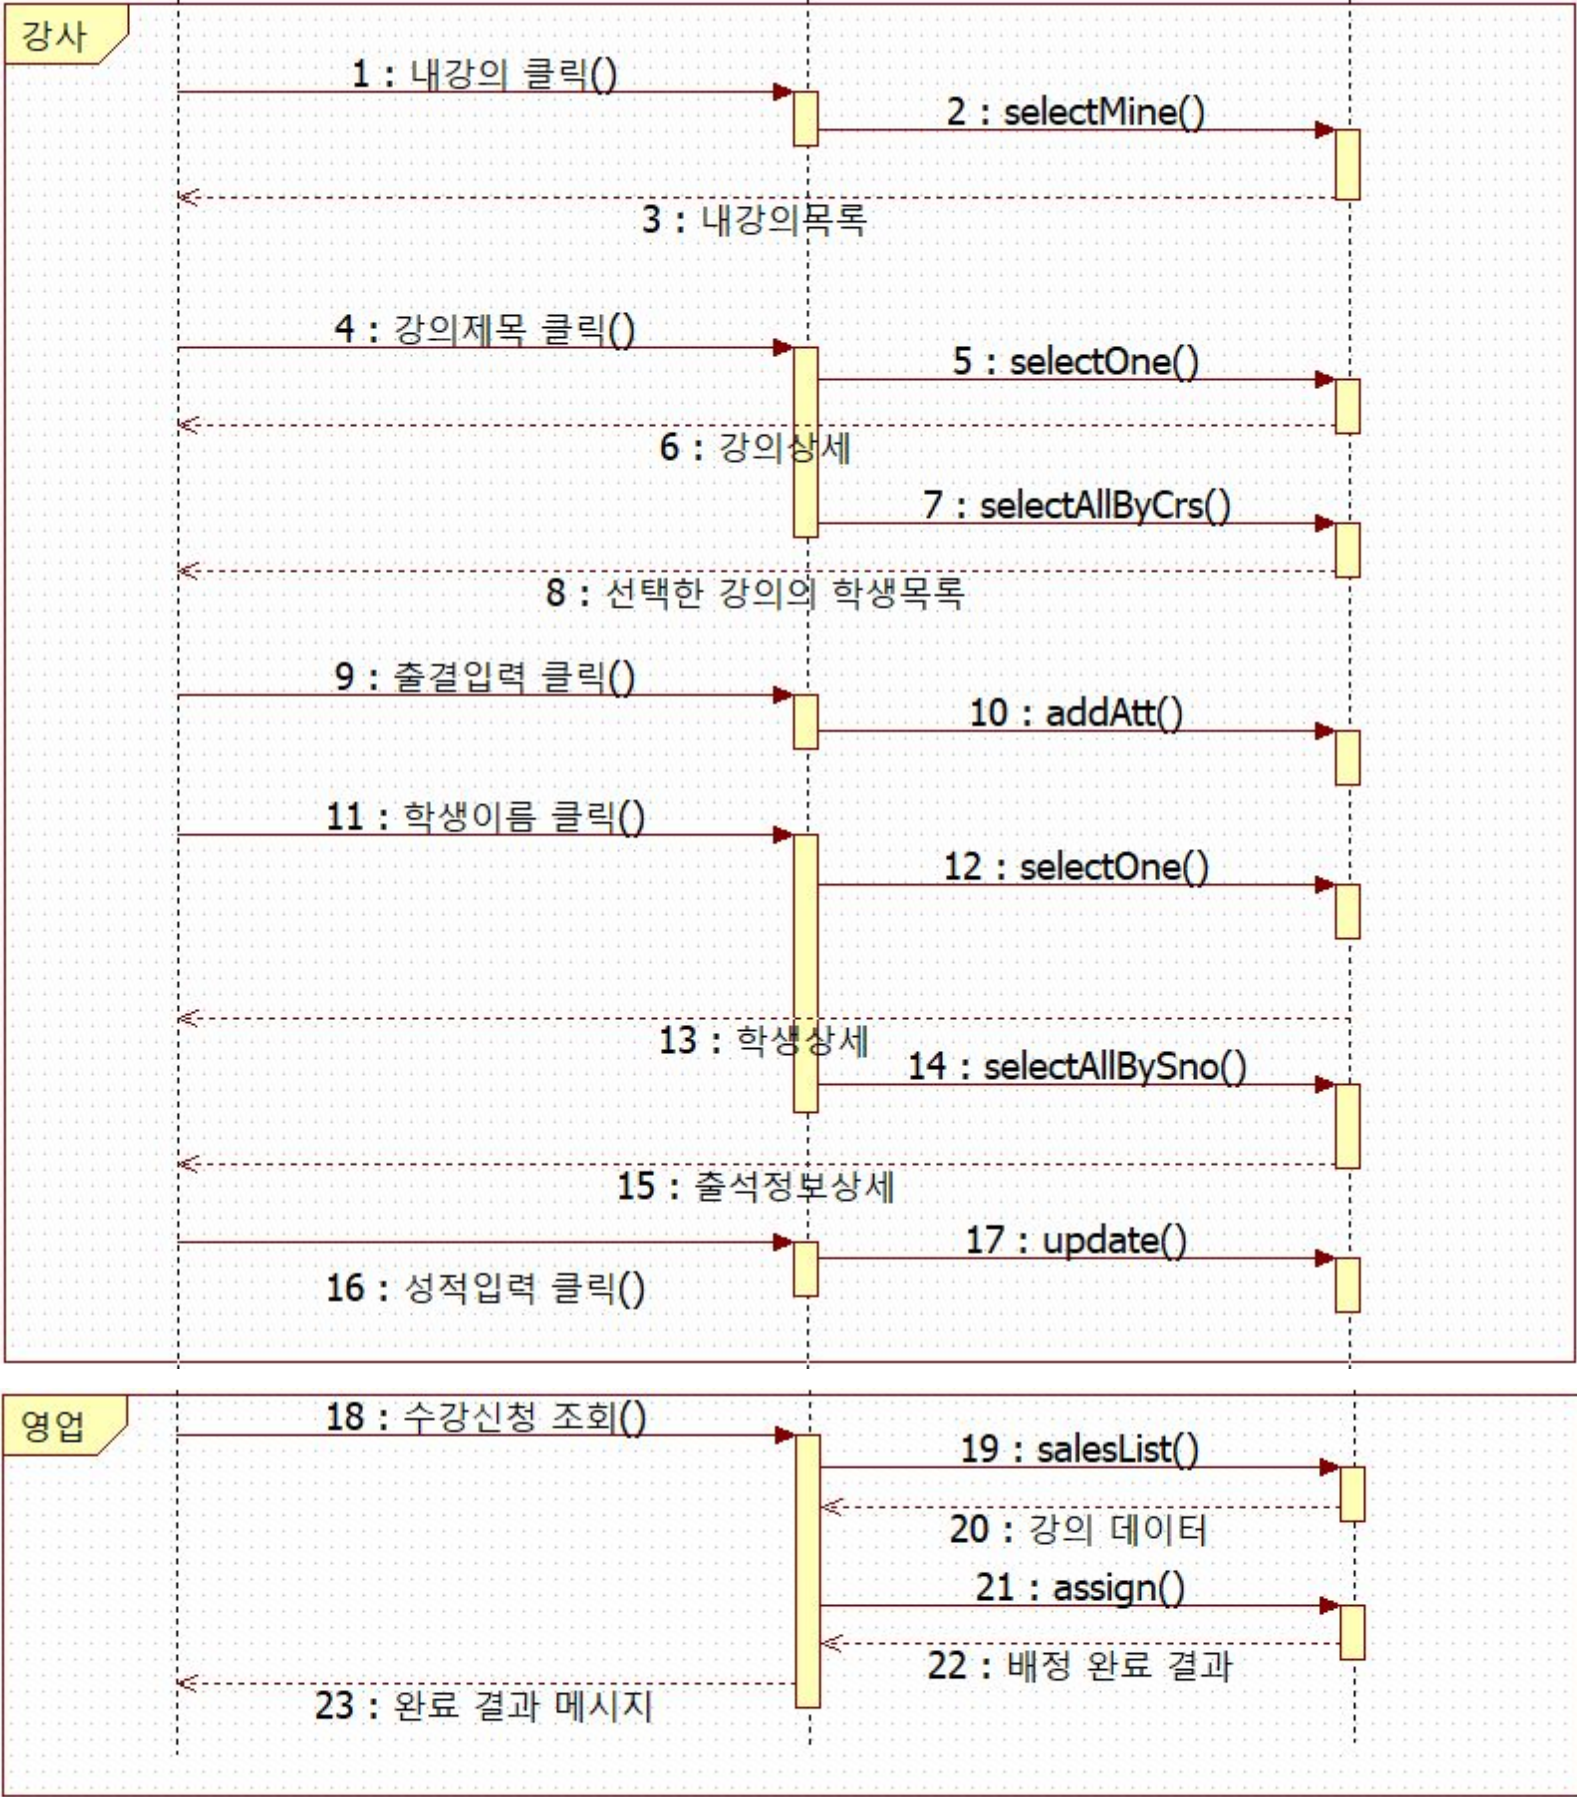 강사
1 : 내강의 클릭()
2 : selectMine()
3 : 내강의목록
4 : 강의제목 클릭()
5 : selectOne()
6 : 강의상세
7 : selectAllByCrs()
8 : 선택한 강의의 학생목록
9 : 출결입력 클릭()
10 : addAtt()
11 : 학생이름 클릭()
12 : selectOne()
13 : 학생상세
14 : selectAllBySno()
15 : 출석정보상세
17 : update()
16 : 성적입력 클릭()
영업
18 : 수강신청 조회()
19 : salesList()
20 : 강의 데이터
21 : assign()
22 : 배정 완료 결과
23 : 완료 결과 메시지